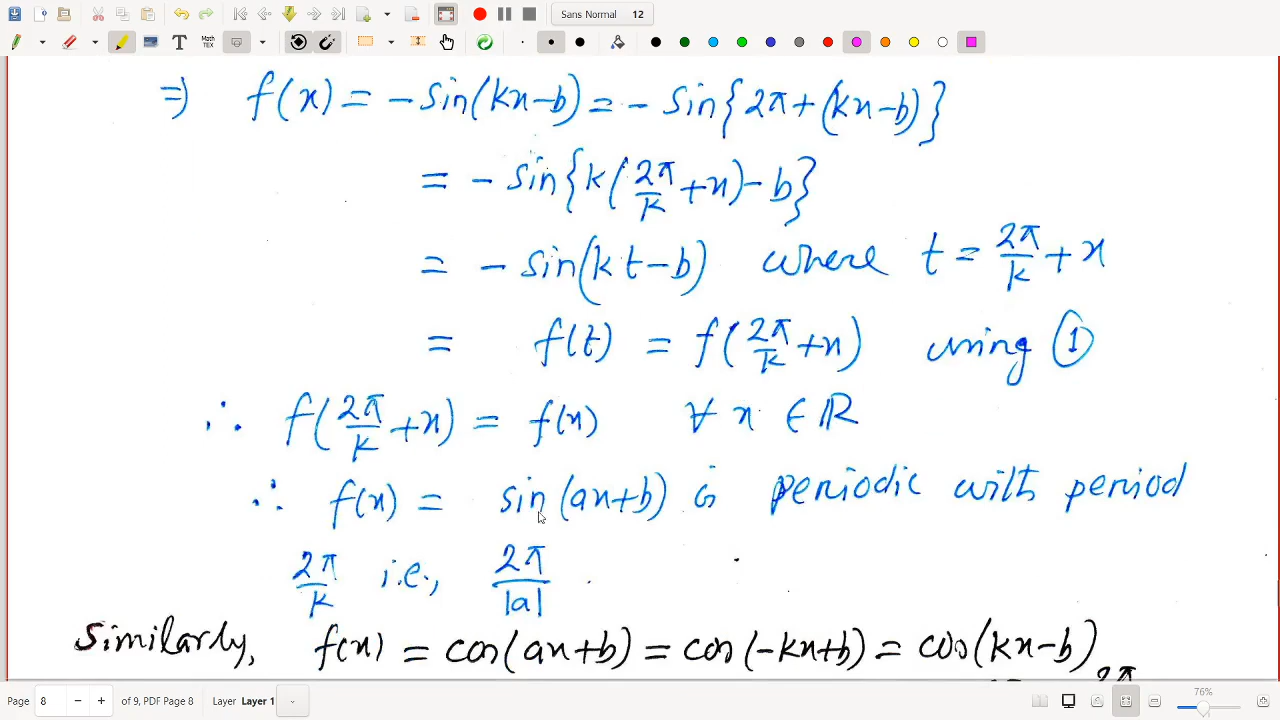 Sans Normal 12
Math
TEX
⇒ f(x) = -sin(kx-b) = - sin{2π+(kx-b)}
= - sin{k(2π/k +x)-b}
= - sin(kt-b) where t = 2π/k + x
= f(t) = f(2π/k +x) using ①
∴ f(2π/k +x) = f(x) ∀ x ∈ ℝ
∴ f(x) = sin(ax+b) is periodic with period
2π/k i.e., 2π/|a|
Similarly, f(x) = cos(ax+b) = cos(-kx+b) = cos(kx-b)
Page 8 of 9, PDF Page 8 Layer Layer 1 76%